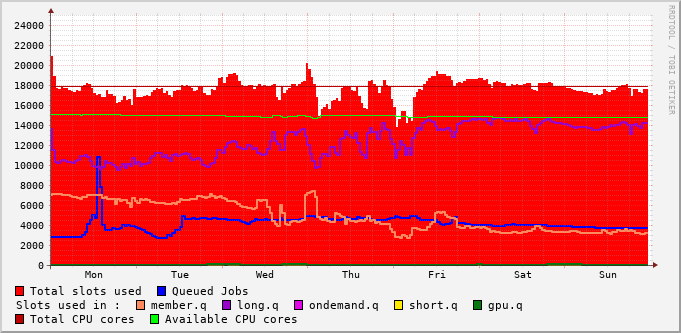 24000
22000
20000
18000
16000
14000
12000
10000
8000
6000
4000
2000
0
Mon Tue Wed Thu Fri Sat Sun
RRDTOOL / TOBI OETIKER
Total slots used Queued Jobs
Slots used in : member.q long.q ondemand.q short.q gpu.q
Total CPU cores Available CPU cores